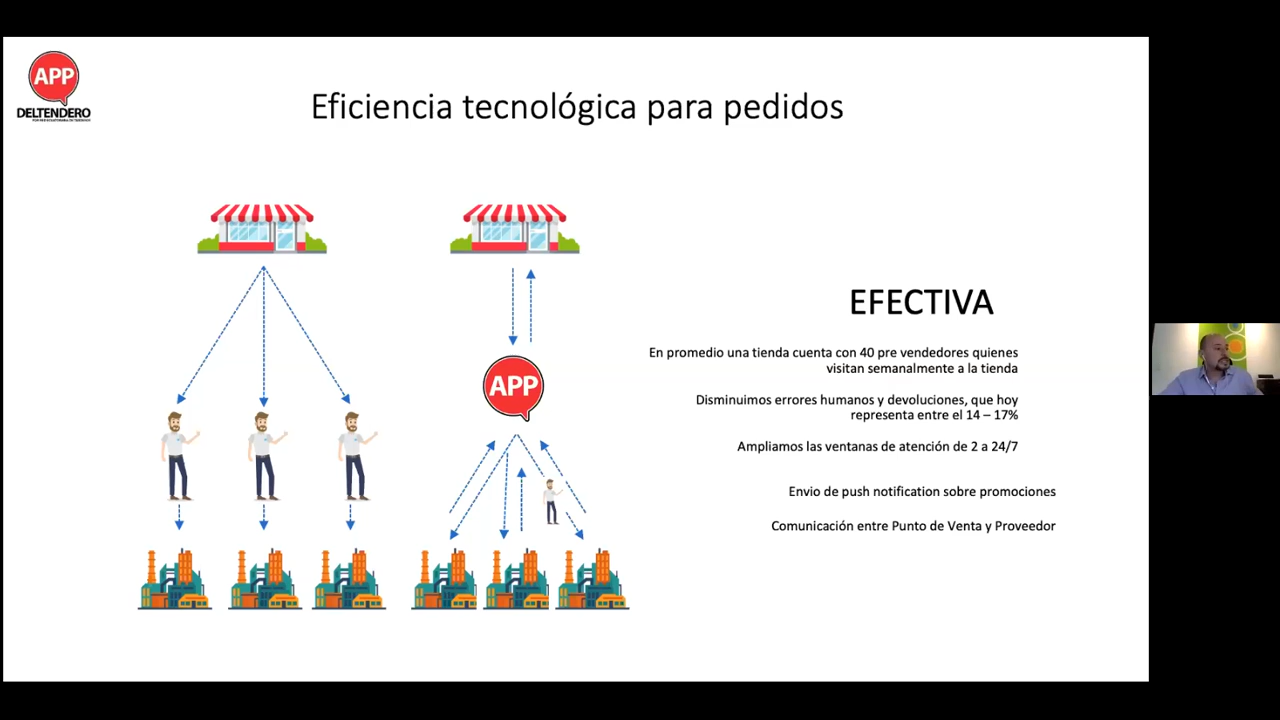 APP
DELTENDERO
Eficiencia tecnológica para pedidos
APP
EFECTIVA
En promedio una tienda cuenta con 40 pre vendedores quienes
visitan semanalmente a la tienda
Disminuimos errores humanos y devoluciones, que hoy
representa entre el 14 – 17%
Ampliamos las ventanas de atención de 2 a 24/7
Envio de push notification sobre promociones
Comunicación entre Punto de Venta y Proveedor